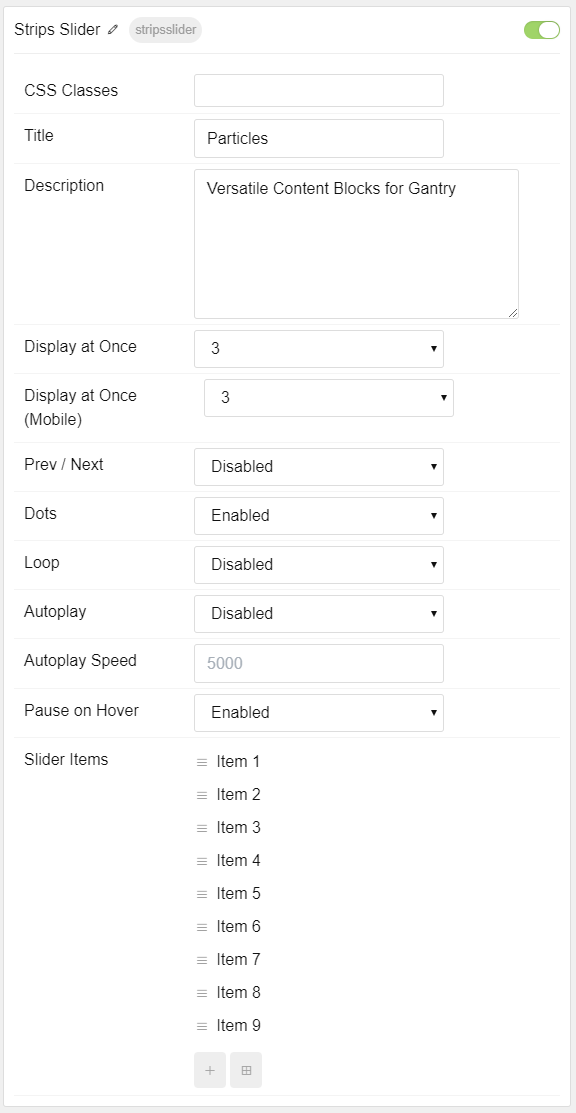 Strips Slider stripsslider
CSS Classes
Title Particles
Description Versatile Content Blocks for Gantry
Display at Once 3
Display at Once
(Mobile) 3
Prev / Next Disabled
Dots Enabled
Loop Disabled
Autoplay Disabled
Autoplay Speed 5000
Pause on Hover Enabled
Slider Items
Item 1
Item 2
Item 3
Item 4
Item 5
Item 6
Item 7
Item 8
Item 9